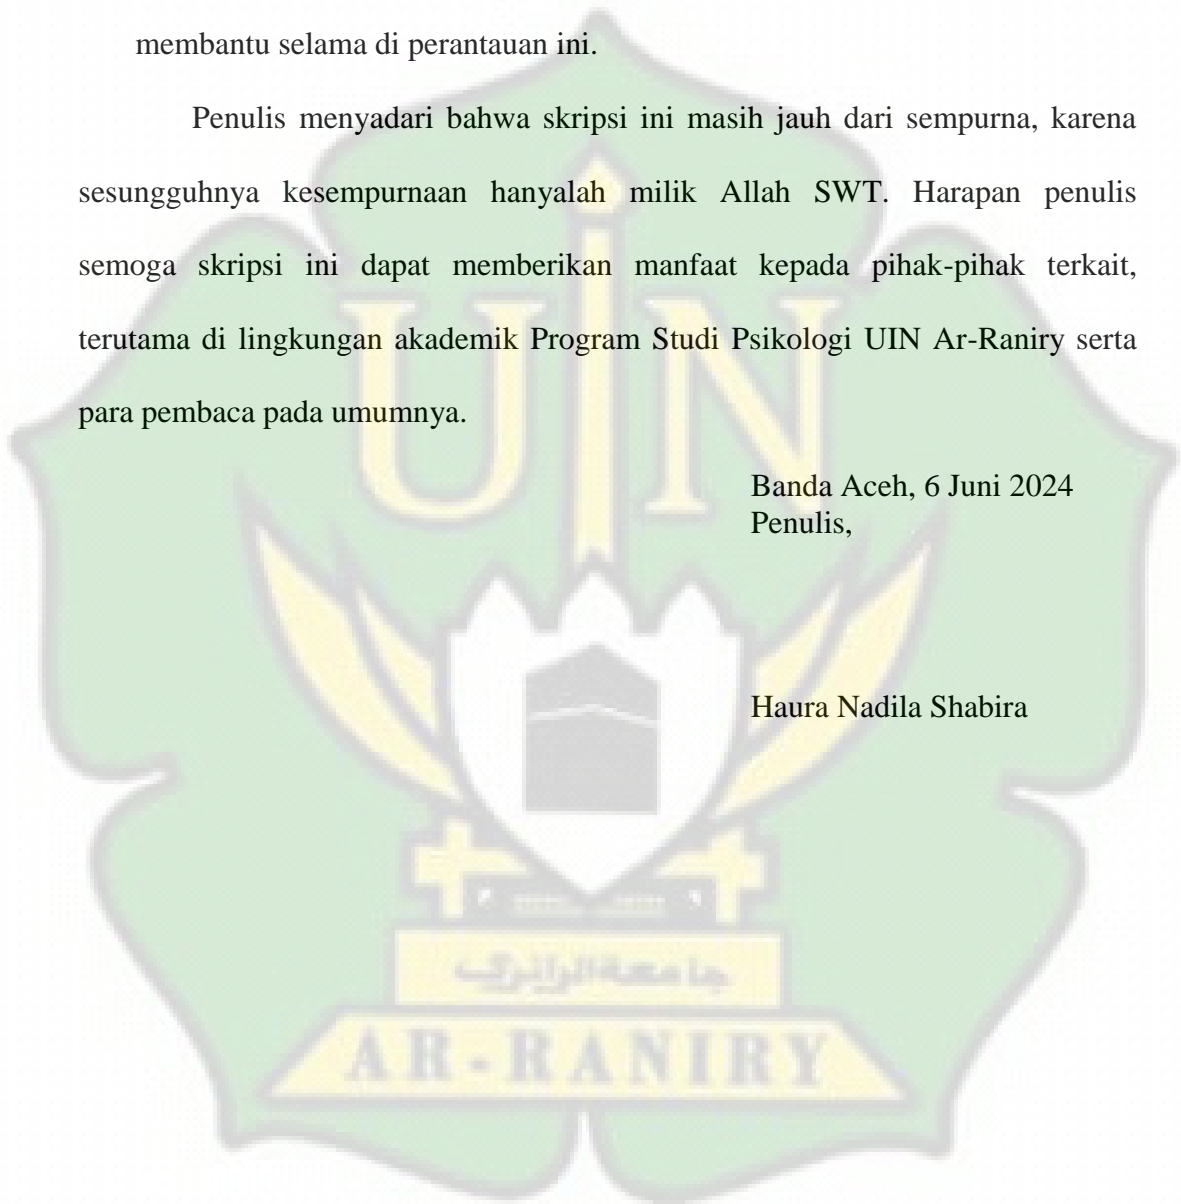 membantu selama di perantauan ini.
Penulis menyadari bahwa skripsi ini masih jauh dari sempurna, karena
sesungguhnya kesempurnaan hanyalah milik Allah SWT. Harapan penulis
semoga skripsi ini dapat memberikan manfaat kepada pihak-pihak terkait,
terutama di lingkungan akademik Program Studi Psikologi UIN Ar-Raniry serta
para pembaca pada umumnya.
Banda Aceh, 6 Juni 2024
Penulis,
Haura Nadila Shabira
UIN
جامعة الرانري
AR-RANIRY